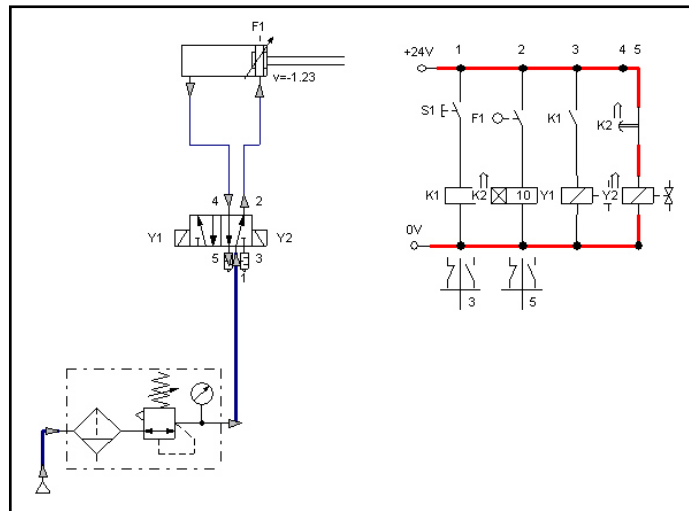 F1
v=-1.23
4 2
Y1 Y2
5 3
1
1 2 3 4 5
+24V
S1 F1 K1 K2
K1 K2 10 Y1 Y2
0V
3 5